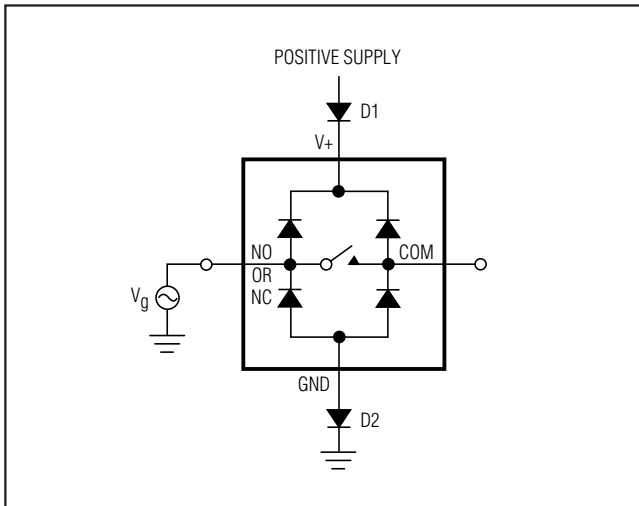 POSITIVE SUPPLY
D1
V+
NO
OR
NC
COM
Vg
GND
D2